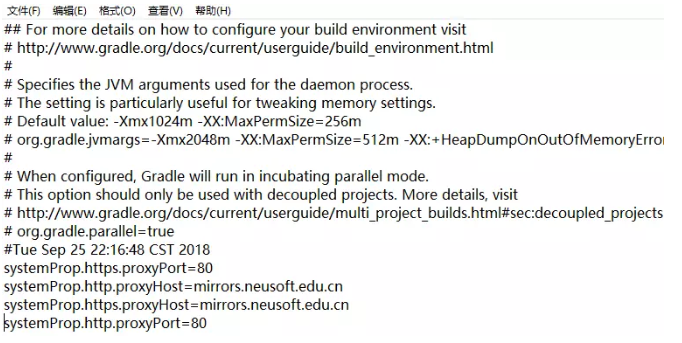 文件(F) 编辑(E) 格式(O) 查看(V) 帮助(H)
## For more details on how to configure your build environment visit
# http://www.gradle.org/docs/current/userguide/build_environment.html
#
# Specifies the JVM arguments used for the daemon process.
# The setting is particularly useful for tweaking memory settings.
# Default value: -Xmx1024m -XX:MaxPermSize=256m
# org.gradle.jvmargs=-Xmx2048m -XX:MaxPermSize=512m -XX:+HeapDumpOnOutOfMemoryError
#
# When configured, Gradle will run in incubating parallel mode.
# This option should only be used with decoupled projects. More details, visit
# http://www.gradle.org/docs/current/userguide/multi_project_builds.html#sec:decoupled_projects
# org.gradle.parallel=true
#Tue Sep 25 22:16:48 CST 2018
systemProp.https.proxyPort=80
systemProp.http.proxyHost=mirrors.neusoft.edu.cn
systemProp.https.proxyHost=mirrors.neusoft.edu.cn
systemProp.http.proxyPort=80